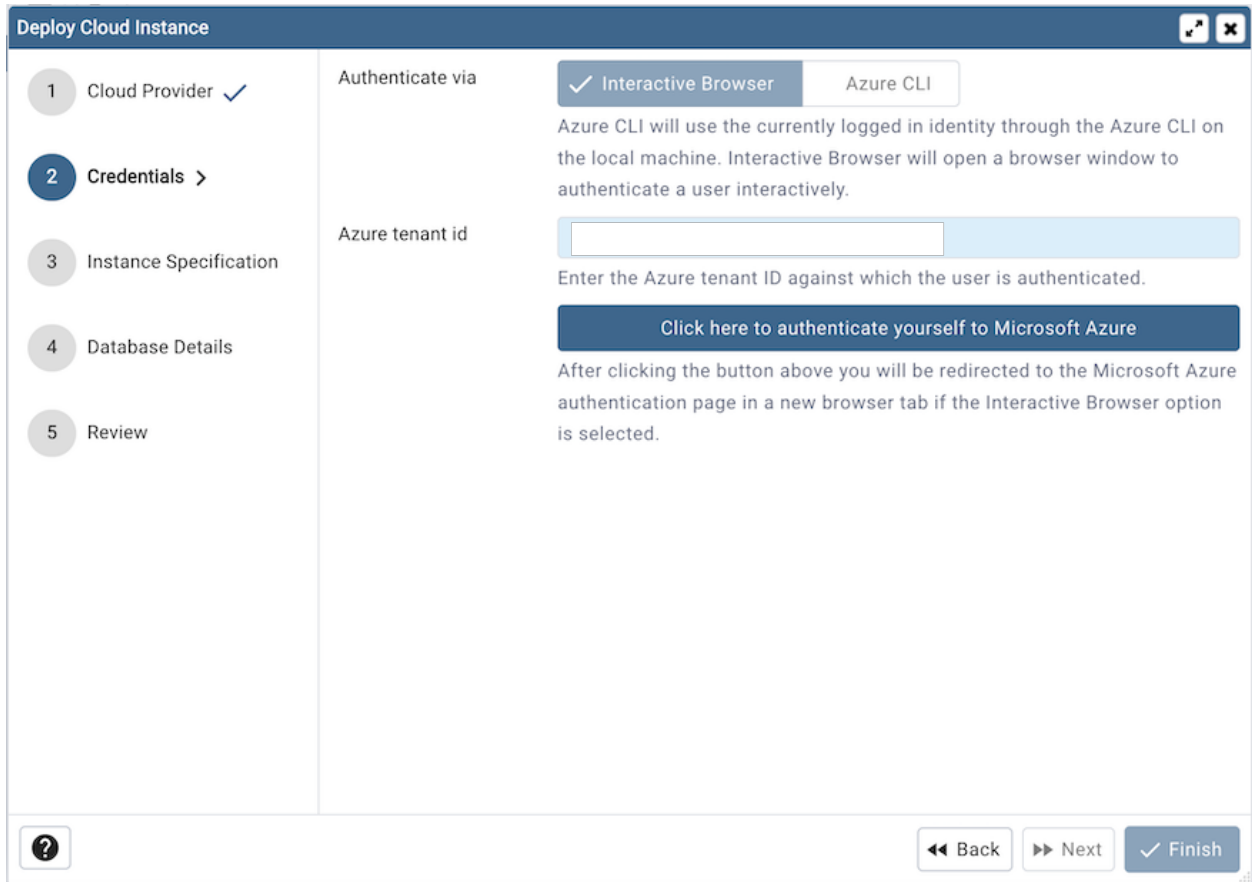 Deploy Cloud Instance
1 Cloud Provider
2 Credentials
3 Instance Specification
4 Database Details
5 Review
Authenticate via
Interactive Browser
Azure CLI
Azure CLI will use the currently logged in identity through the Azure CLI on
the local machine. Interactive Browser will open a browser window to
authenticate a user interactively.
Azure tenant id
Enter the Azure tenant ID against which the user is authenticated.
Click here to authenticate yourself to Microsoft Azure
After clicking the button above you will be redirected to the Microsoft Azure
authentication page in a new browser tab if the Interactive Browser option
is selected.
?
Back
Next
Finish